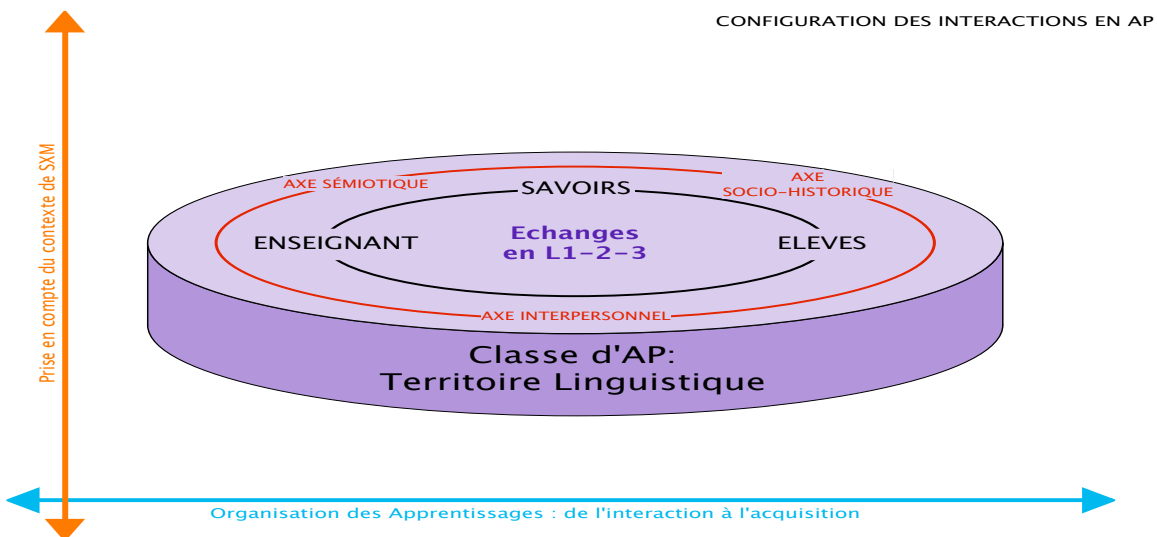 CONFIGURATION DES INTERACTIONS EN AP
Prise en compte du contexte de SXM
AXE SÉMIOTIQUE
SAVOIRS
AXE
SOCIO-HISTORIQUE
ENSEIGNANT
Echanges
en L1-2-3
ELEVES
AXE INTERPERSONNEL
Classe d'AP:
Territoire Linguistique
Organisation des Apprentissages : de l'interaction à l'acquisition